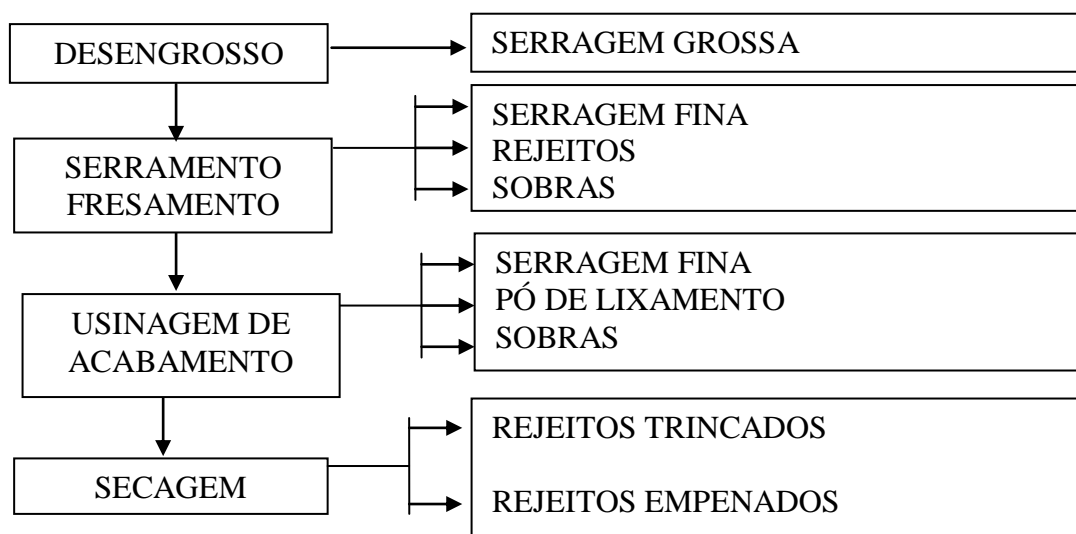 DESENGROSSO
SERRAGEM GROSSA
SERRAMENTO
FRESAMENTO
SERRAGEM FINA
REJEITOS
SOBRAS
USINAGEM DE
ACABAMENTO
SERRAGEM FINA
PÓ DE LIXAMENTO
SOBRAS
SECAGEM
REJEITOS TRINCADOS
REJEITOS EMPENADOS